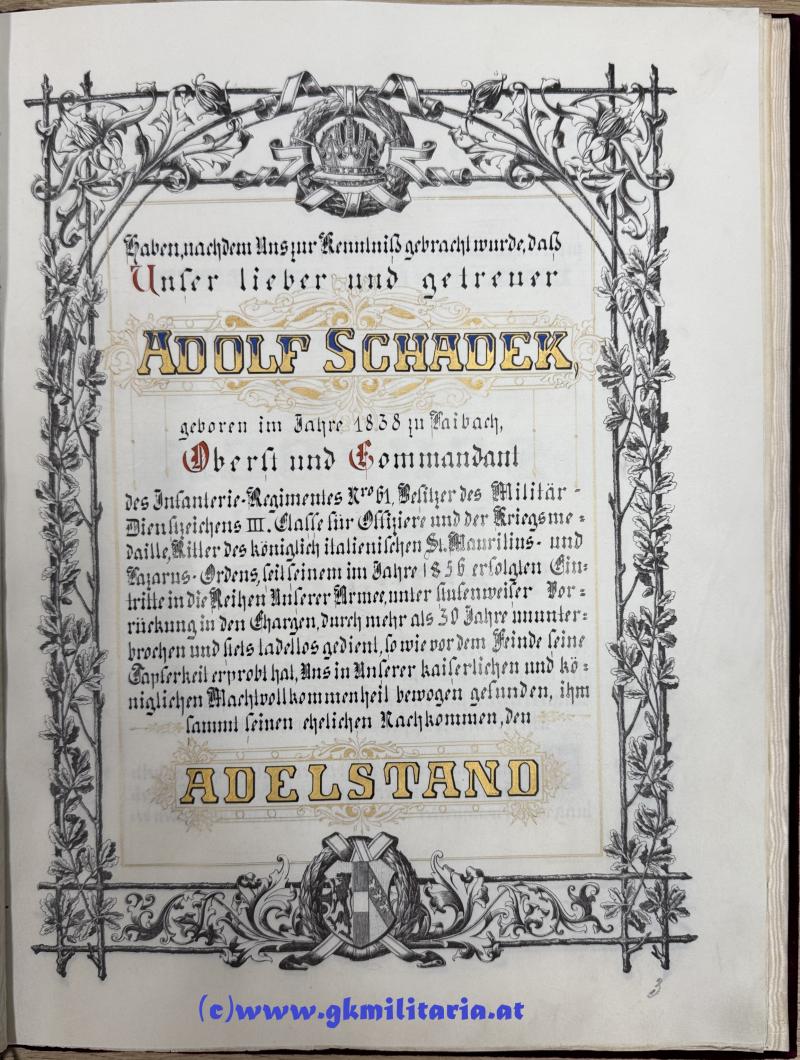 Haben, nachdem Uns zur Kenntniß gebracht wurde, daß
Unser lieber und getreuer
ADOLF SCHADEK,
geboren im Jahre 1838 zu Laibach,
Oberst und Commandant
des Infanterie-Regimentes Nro 61, Besitzer des Militär-
Dienstzeichens III. Classe für Offiziere und der Kriegsme-
daille, Ritter des königlich italienischen St. Mauritius- und
Lazarus-Ordens, seit seinem im Jahre 1856 erfolgten Ein-
tritte in die Reihen Unserer Armee, unter stufenweiser Vor-
rückung in den Chargen, durch mehr als 30 Jahre ununter-
brochen und stets tadellos gedient, so wie vor dem Feinde seine
Tapferkeit erprobt hat, Uns in Unserer kaiserlichen und kö-
niglichen Machtvollkommenheit bewogen gefunden, ihm
sammt seinen ehelichen Nachkommen, den
ADELSTAND
3
(c)www.gkmilitaria.at